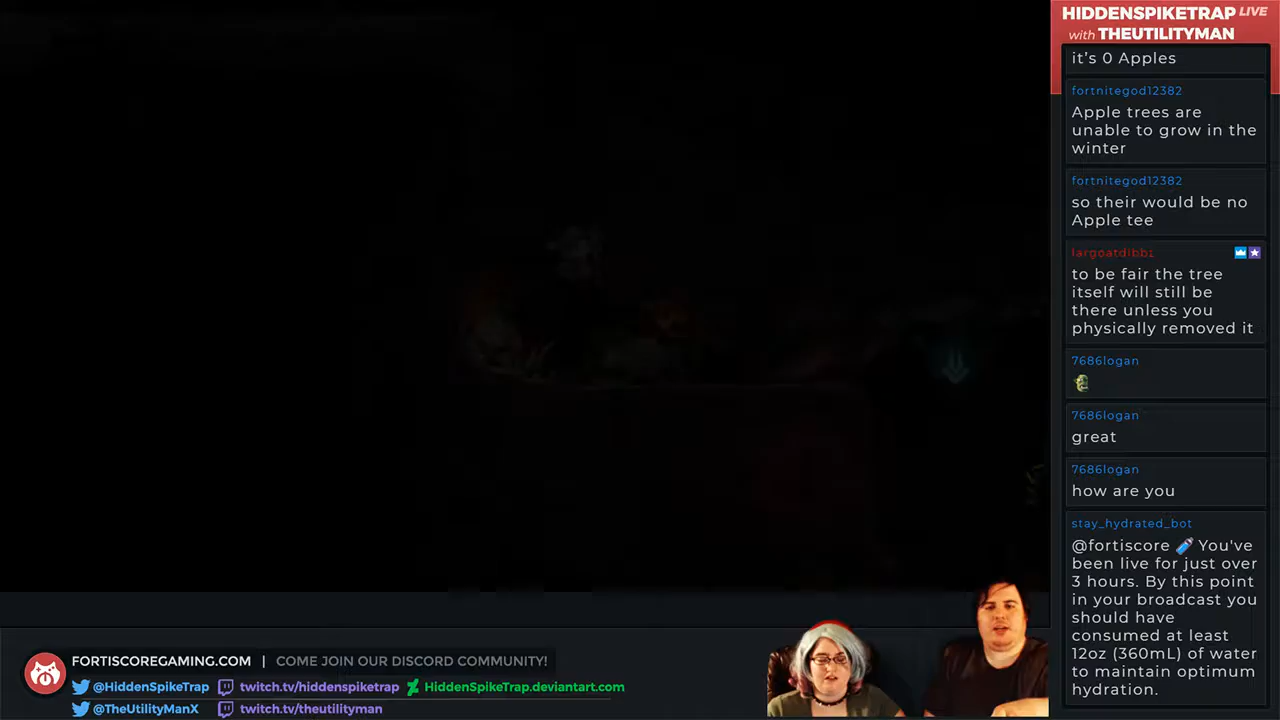 HIDDENSPIKETRAP LIVE
with THEUTILITYMAN
it's 0 Apples
fortnitegod12382
Apple trees are
unable to grow in the
winter
fortnitegod12382
so their would be no
Apple tee
largoatdibbi
to be fair the tree
itself will still be
there unless you
physically removed it
7686logan
7686logan
great
7686logan
how are you
stay_hydrated_bot
@fortiscore You've
been live for just over
3 hours. By this point
in your broadcast you
should have
consumed at least
12oz (360mL) of water
to maintain optimum
hydration.
FORTISCOREGAMING.COM | COME JOIN OUR DISCORD COMMUNITY!
@HiddenSpikeTrap twitch.tv/hiddenspiketrap HiddenSpikeTrap.deviantart.com
@TheUtilityManX twitch.tv/theutilityman